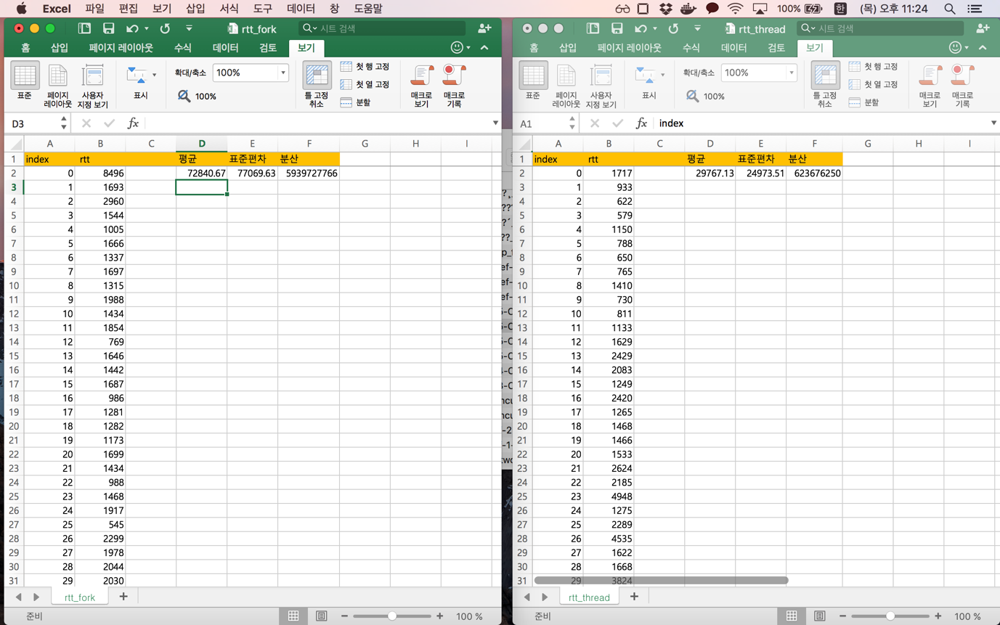 Excel 파일 편집 보기 삽입 서식 도구 데이터 창 도움말 100% 한 (목) 오후 11:24
rtt_fork 시트 검색
홈 삽입 페이지 레이아웃 수식 데이터 검토 보기
표준
페이지 레이아웃
사용자 지정 보기
표시
확대/축소 100%
100%
틀 고정 취소
첫 행 고정
첫 열 고정
분할
매크로 보기
매크로 기록
D3 fx
A B C D E F G H I
1 index rtt 평균 표준편차 분산
2 0 8496 72840.67 77069.63 5939727766
3 1 1693
4 2 2960
5 3 1544
6 4 1005
7 5 1666
8 6 1337
9 7 1697
10 8 1315
11 9 1988
12 10 1434
13 11 1854
14 12 769
15 13 1646
16 14 1442
17 15 1687
18 16 986
19 17 1281
20 18 1282
21 19 1173
22 20 1699
23 21 1434
24 22 988
25 23 1468
26 24 1917
27 25 545
28 26 2299
29 27 1978
30 28 2044
31 29 2030
rtt_fork +
준비 100 %
rtt_thread 시트 검색
홈 삽입 페이지 레이아웃 수식 데이터 검토 보기
표준
페이지 레이아웃
사용자 지정 보기
표시
확대/축소 100%
100%
틀 고정 취소
첫 행 고정
첫 열 고정
분할
매크로 보기
매크로 기록
A1 fx index
A B C D E F G H I
1 index rtt 평균 표준편차 분산
2 0 1717 29767.13 24973.51 623676250
3 1 933
4 2 622
5 3 579
6 4 1150
7 5 788
8 6 650
9 7 765
10 8 1410
11 9 730
12 10 811
13 11 1133
14 12 1629
15 13 2429
16 14 2083
17 15 1249
18 16 2420
19 17 1265
20 18 1468
21 19 1466
22 20 1533
23 21 2624
24 22 2185
25 23 4948
26 24 1275
27 25 2289
28 26 4535
29 27 1622
30 28 1668
31 29 3824
rtt_thread +
준비 100 %